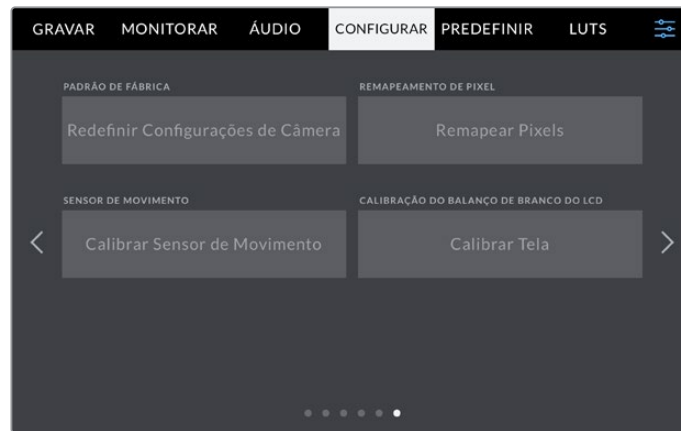 GRAVAR MONITORAR ÁUDIO CONFIGURAR PREDEFINIR LUTS
PADRÃO DE FÁBRICA REMAPEAMENTO DE PIXEL
Redefinir Configurações de Câmera Remapear Pixels
SENSOR DE MOVIMENTO CALIBRAÇÃO DO BALANÇO DE BRANCO DO LCD
Calibrar Sensor de Movimento Calibrar Tela